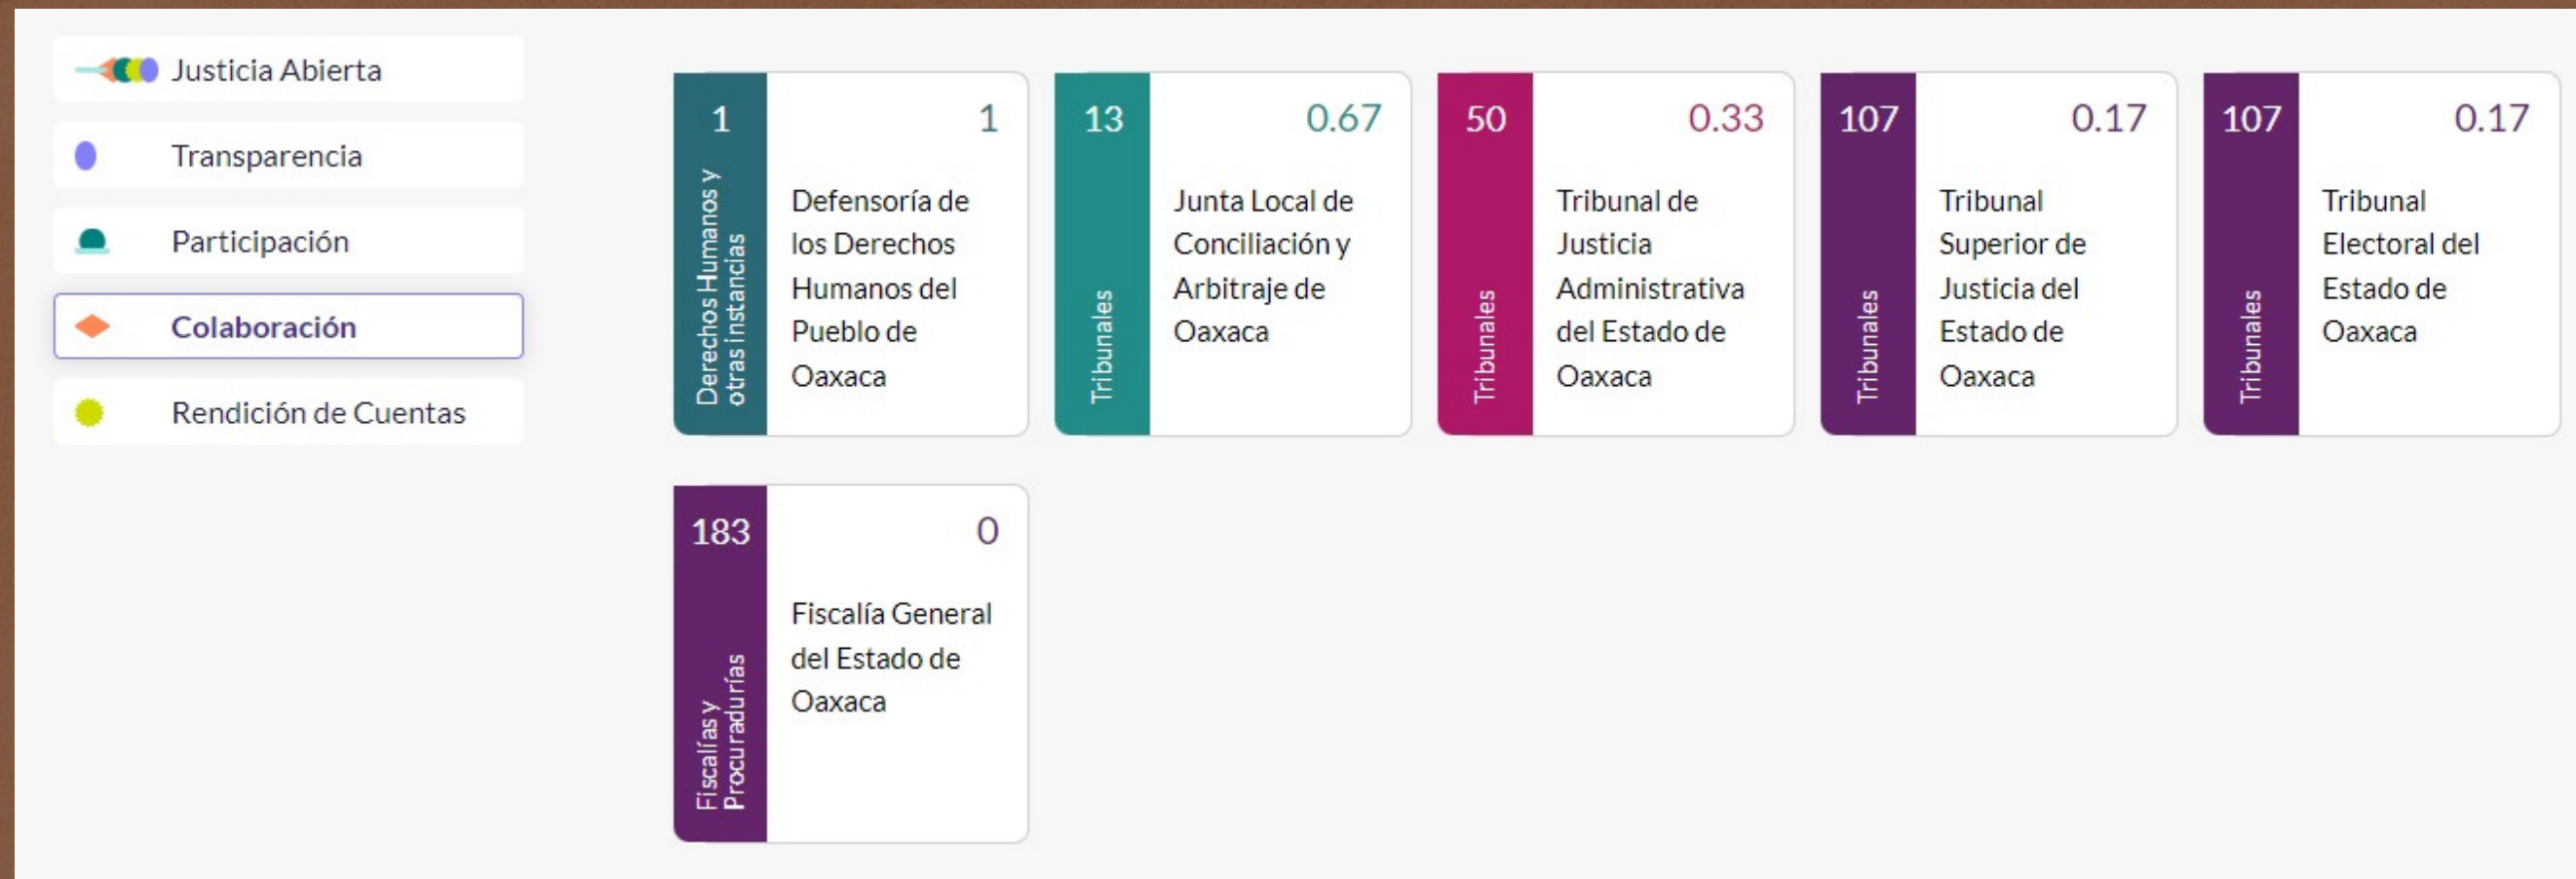 Justicia Abierta
Transparencia
Participación
Colaboración
Rendición de Cuentas
1
Derechos Humanos y
otras instancias
1
Defensoría de
los Derechos
Humanos del
Pueblo de
Oaxaca
13
Tribunales
0.67
Junta Local de
Conciliación y
Arbitraje de
Oaxaca
50
Tribunales
0.33
Tribunal de
Justicia
Administrativa
del Estado de
Oaxaca
107
Tribunales
0.17
Tribunal
Superior de
Justicia del
Estado de
Oaxaca
107
Tribunales
0.17
Tribunal
Electoral del
Estado de
Oaxaca
183
Fiscalías y
Procuradurías
0
Fiscalía General
del Estado de
Oaxaca